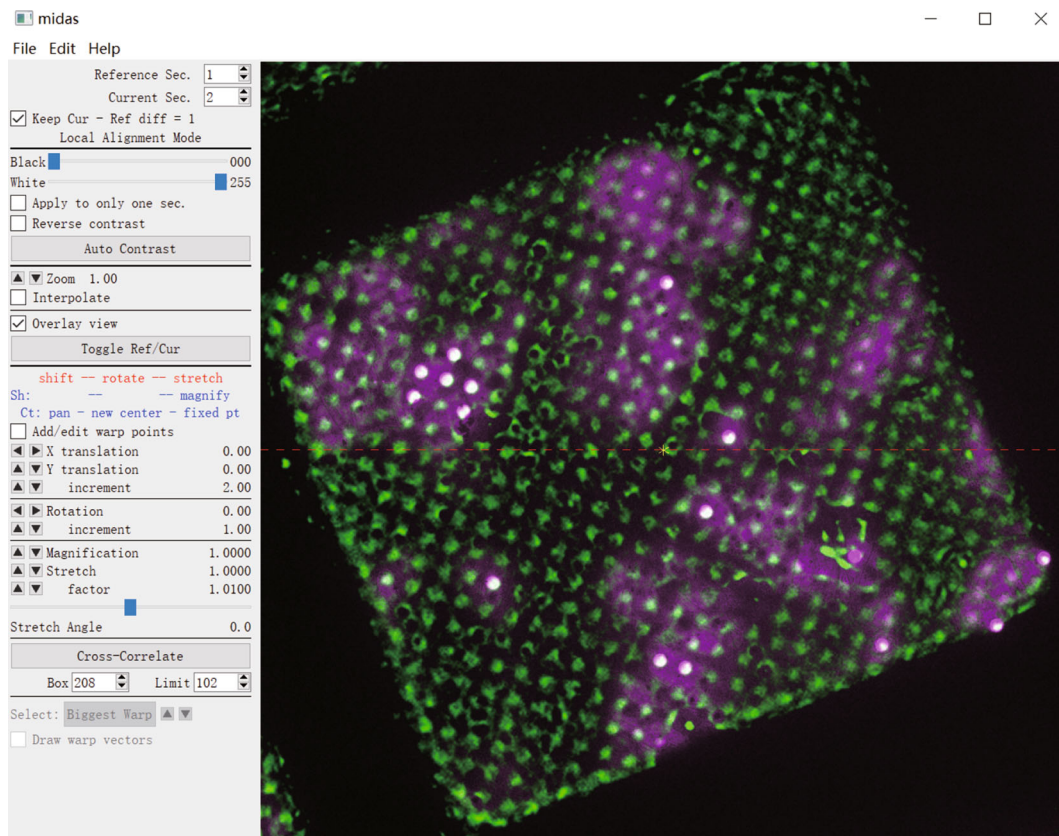 midas
File Edit Help
Reference Sec. 1
Current Sec. 2
Keep Cur - Ref diff = 1
Local Alignment Mode
Black 000
White 255
Apply to only one sec.
Reverse contrast
Auto Contrast
Zoom 1.00
Interpolate
Overlay view
Toggle Ref/Cur
shift -- rotate -- stretch
Sh: -- -- magnify
Ct: pan - new center - fixed pt
Add/edit warp points
X translation 0.00
Y translation 0.00
increment 2.00
Rotation 0.00
increment 1.00
Magnification 1.0000
Stretch 1.0000
factor 1.0100
Stretch Angle 0.0
Cross-Correlate
Box 208 Limit 102
Select: Biggest Warp
Draw warp vectors